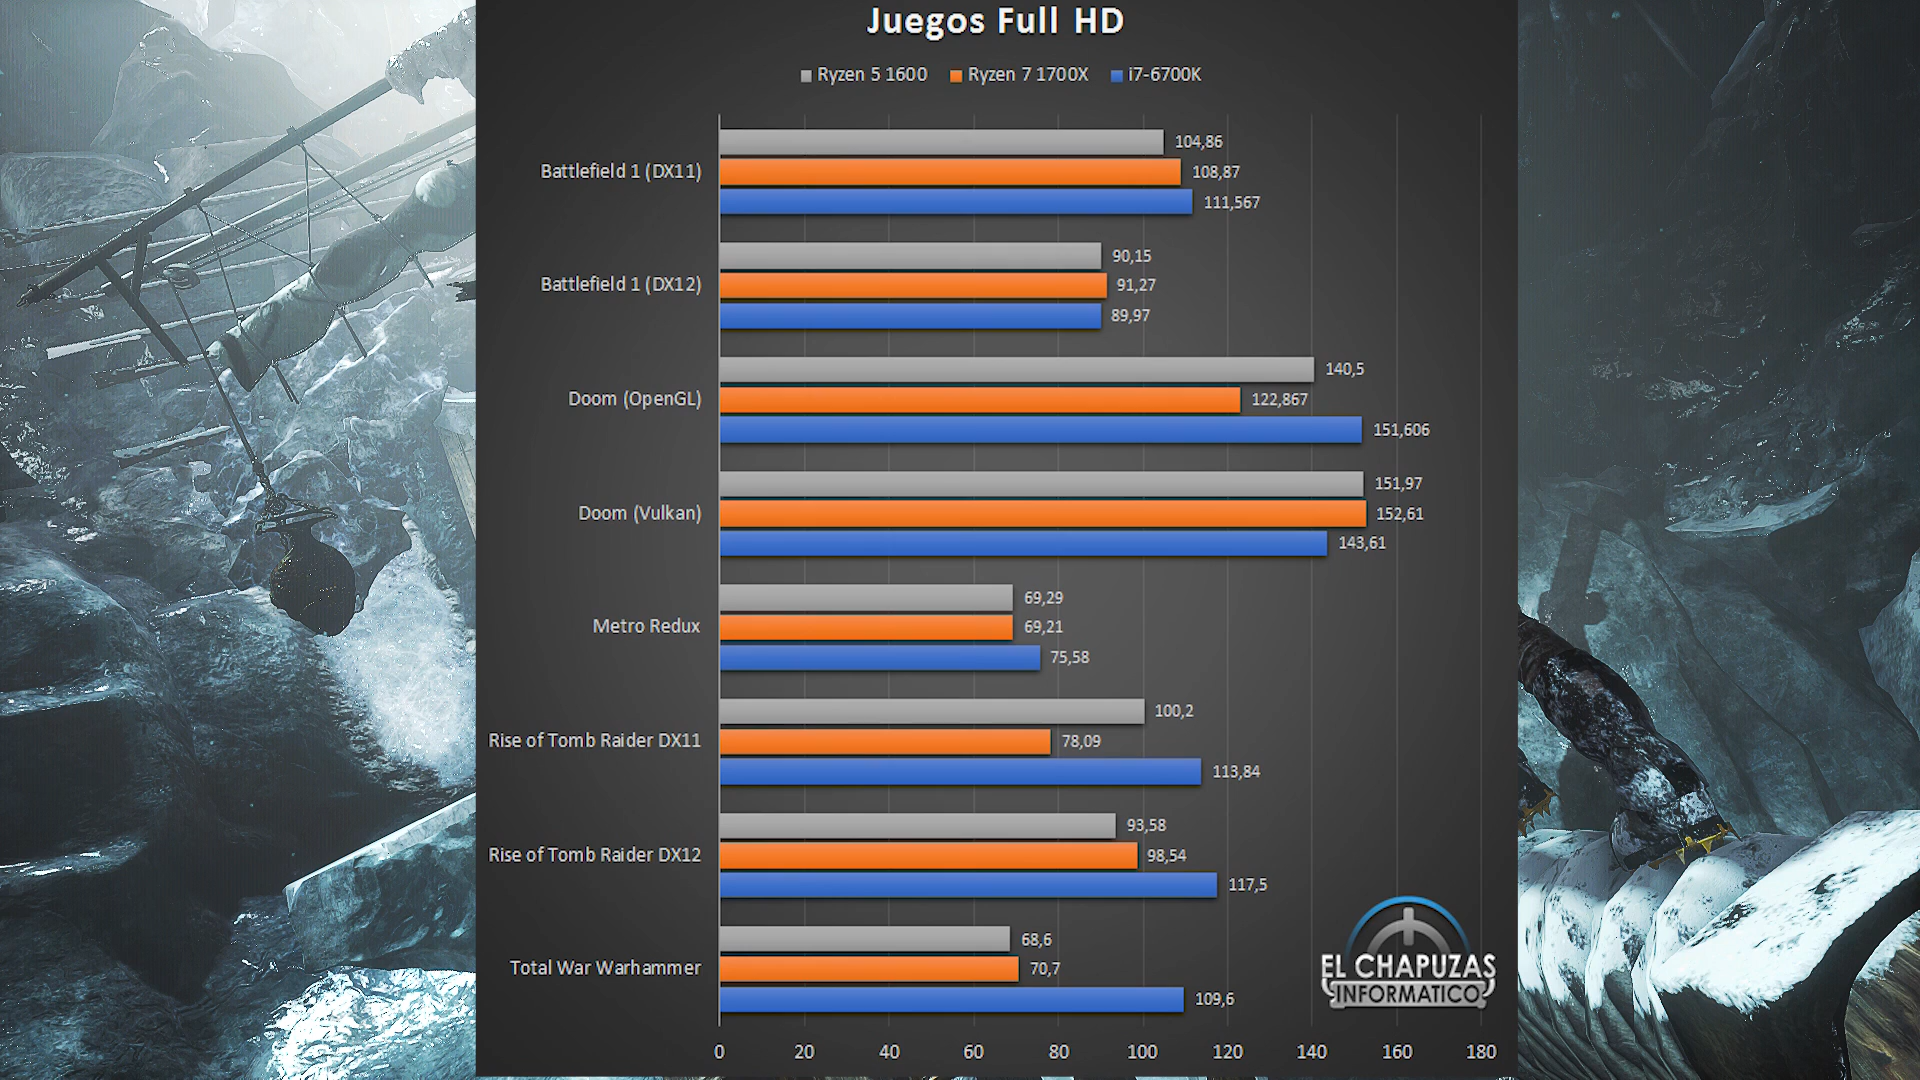 Juegos Full HD
Ryzen 5 1600 Ryzen 7 1700X i7-6700K
Battlefield 1 (DX11)
104,86
108,87
111,567
Battlefield 1 (DX12)
90,15
91,27
89,97
Doom (OpenGL)
140,5
122,867
151,606
Doom (Vulkan)
151,97
152,61
143,61
Metro Redux
69,29
69,21
75,58
Rise of Tomb Raider DX11
100,2
78,09
113,84
Rise of Tomb Raider DX12
93,58
98,54
117,5
Total War Warhammer
68,6
70,7
109,6
0 20 40 60 80 100 120 140 160 180
EL CHAPUZAS
INFORMATICO